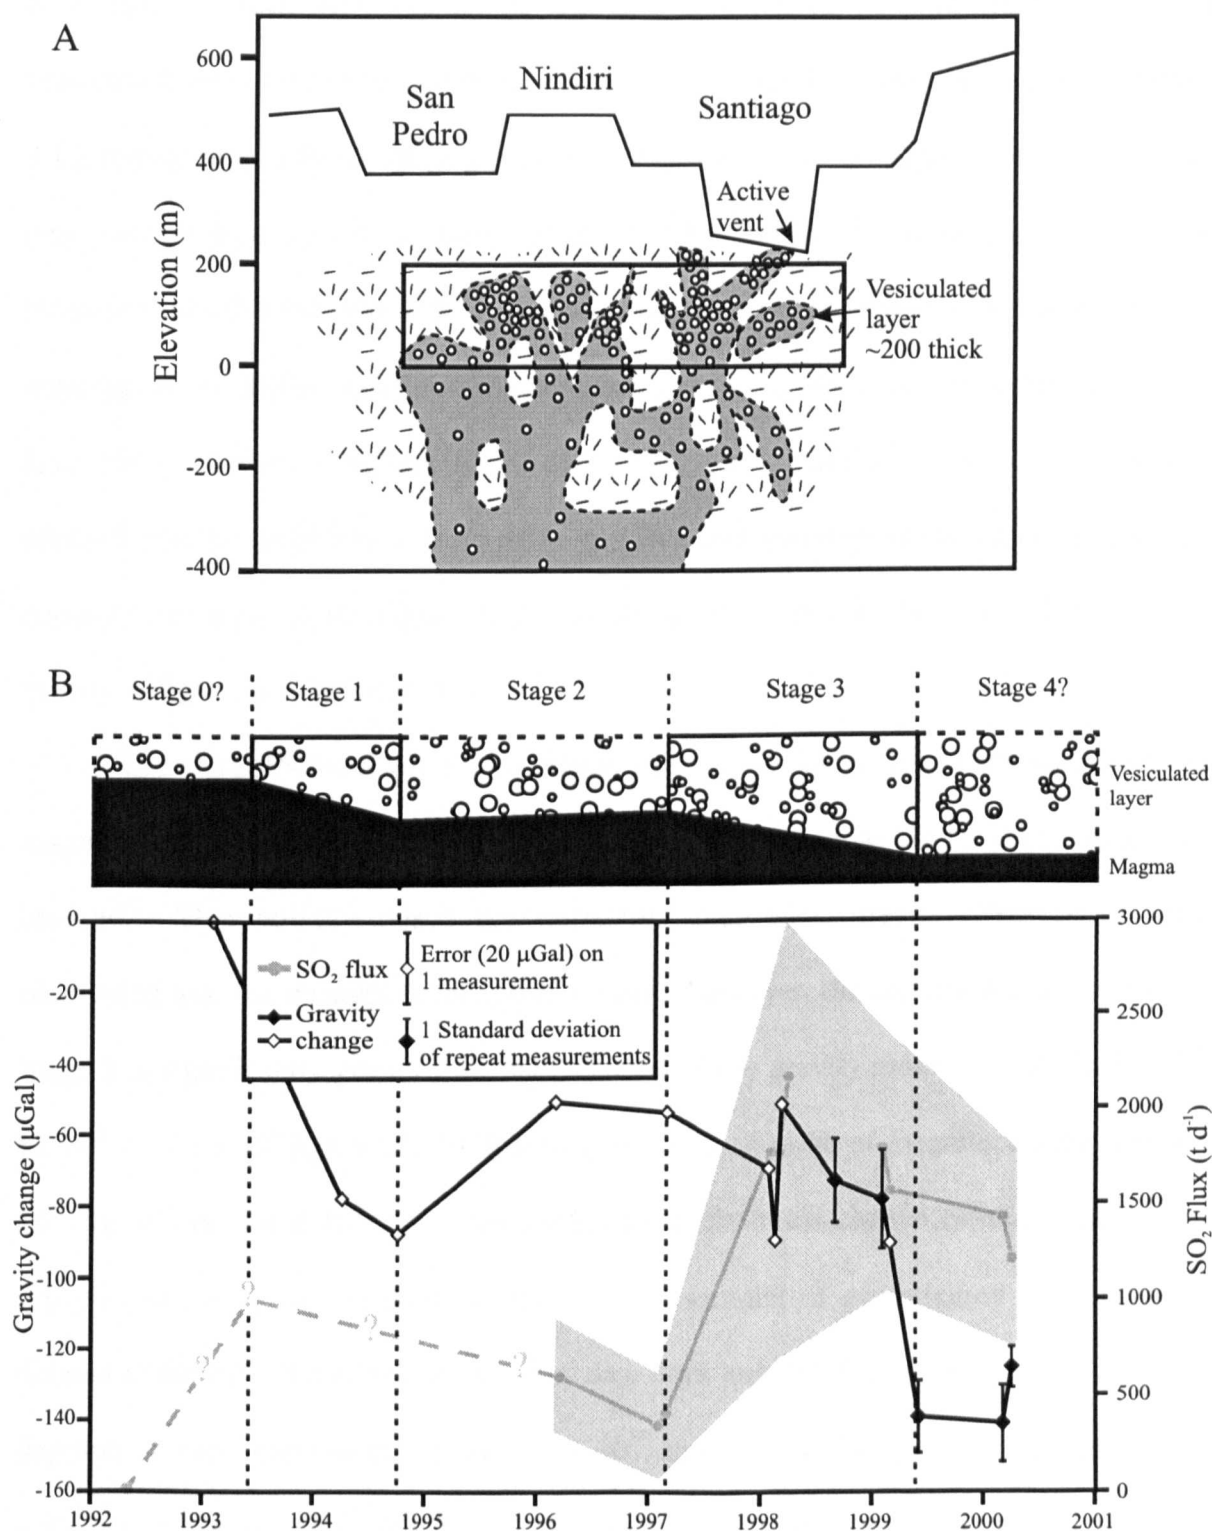 A
600
400
200
0
-200
-400
Elevation (m)
San
Pedro
Nindiri
Santiago
Active
vent
Vesiculated
layer
~200 thick
B
Stage 0?
Stage 1
Stage 2
Stage 3
Stage 4?
Vesiculated
layer
Magma
0
-20
-40
-60
-80
-100
-120
-140
-160
Gravity change (μGal)
SO₂ flux
Gravity
change
Error (20 μGal) on
1 measurement
1 Standard deviation
of repeat measurements
?
?
?
?
3000
2500
2000
1500
1000
500
0
SO₂ Flux (t d⁻¹)
1992
1993
1994
1995
1996
1997
1998
1999
2000
2001